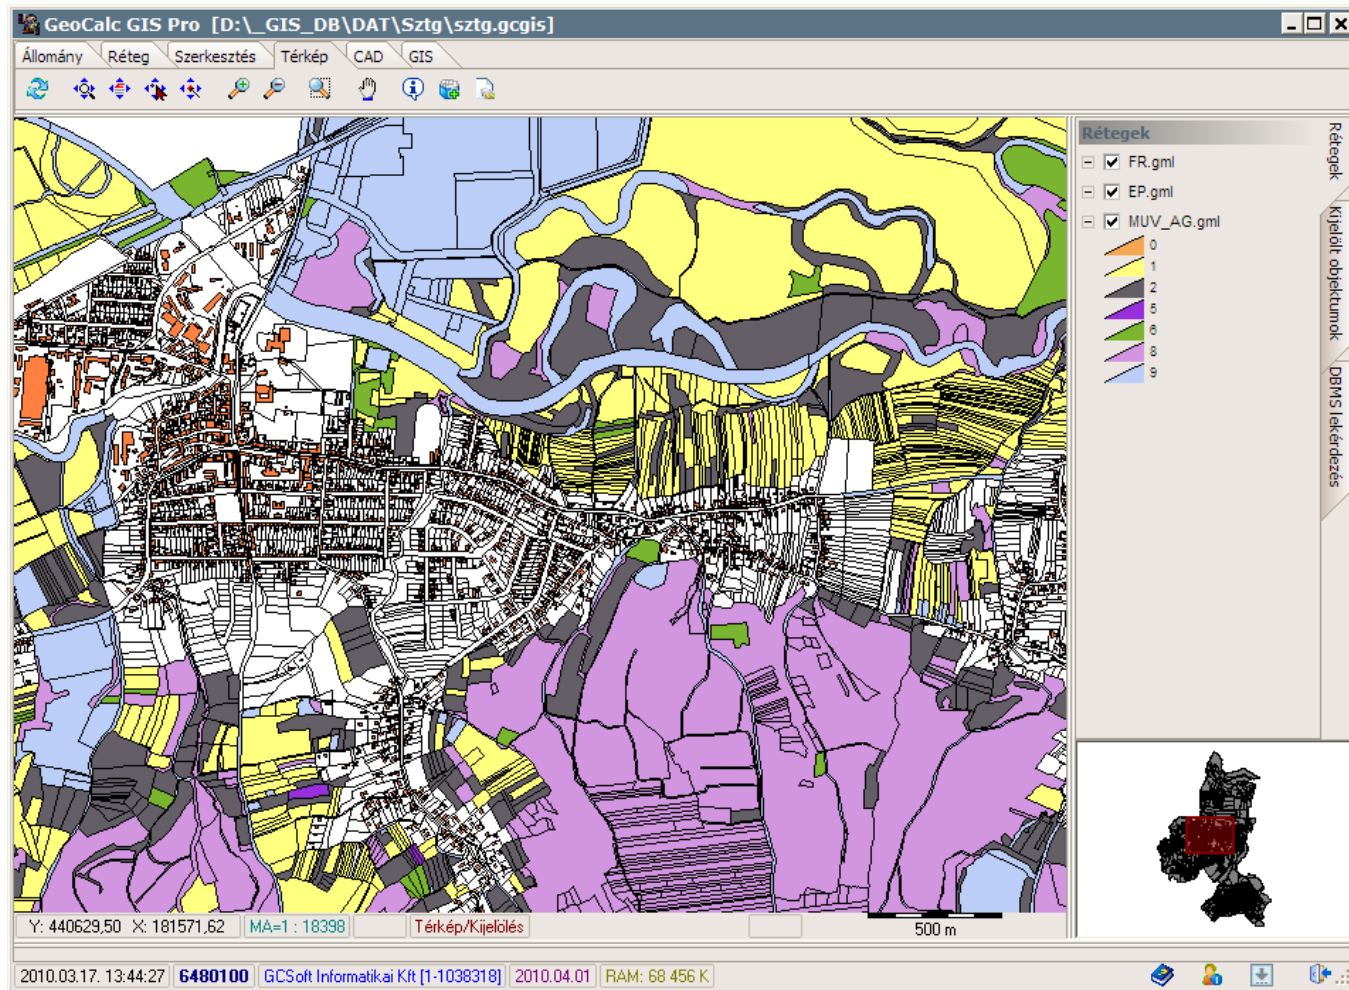 GeoCalc GIS Pro [D:\_GIS_DB\DAT\Sztg\sztg.gcgis]
Állomány Réteg Szerkesztés Térkép CAD GIS
Rétegek
FR.gml
EP.gml
MUV_AG.gml
0
1
2
5
6
8
9
Rétegek
Kijelölt objektumok
DBMS lekérdezés
Y: 440629,50 X: 181571,62 MA=1 : 18398 Térkép/Kijelölés 500 m
2010.03.17. 13:44:27 6480100 GCSoft Informatikai Kft [1-1038318] 2010.04.01 RAM: 68 456 K